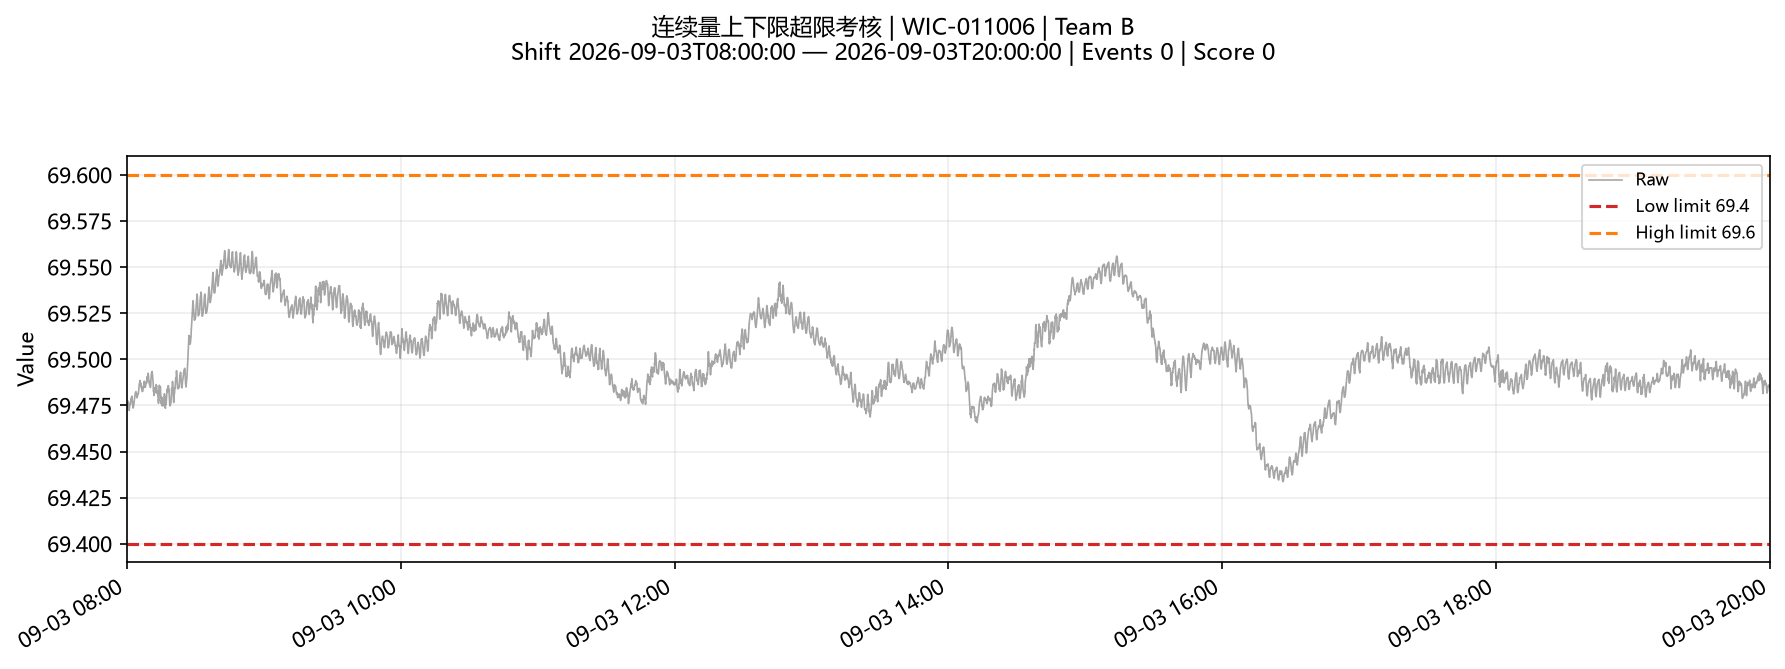 连续量上下限超限考核 | WIC-011006 | Team B
Shift 2026-09-03T08:00:00 — 2026-09-03T20:00:00 | Events 0 | Score 0
69.600
69.575
69.550
69.525
69.500
69.475
69.450
69.425
69.400
Value
Raw
Low limit 69.4
High limit 69.6
09-03 08:00
09-03 10:00
09-03 12:00
09-03 14:00
09-03 16:00
09-03 18:00
09-03 20:00